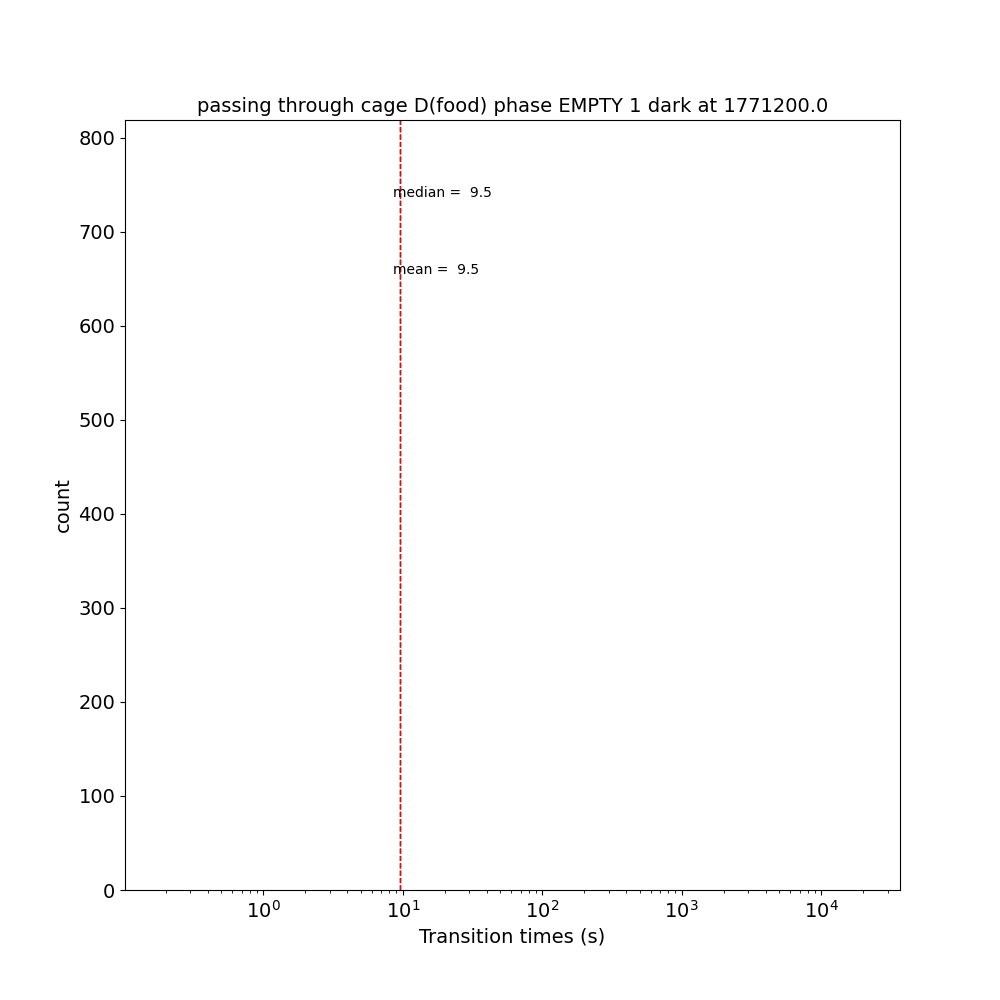 passing through cage D(food) phase EMPTY 1 dark at 1771200.0
800
median =  9.5
700
mean =  9.5
600
500
count
400
300
200
100
0
10^0 10^1 10^2 10^3 10^4
Transition times (s)